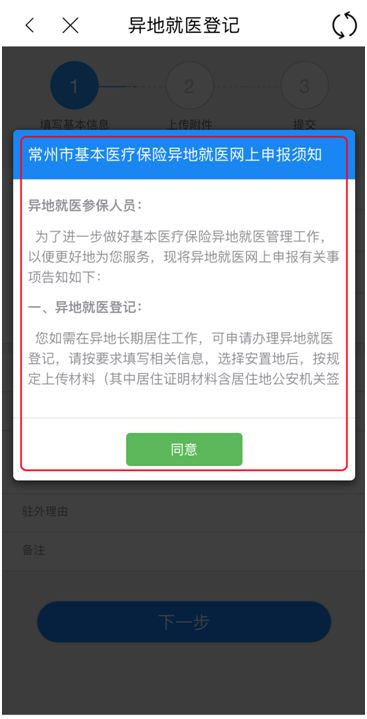 异地就医登记
1
2
3
填写基本信息
上传附件
提交
常州市基本医疗保险异地就医网上申报须知
异地就医参保人员：
为了进一步做好基本医疗保险异地就医管理工作，
以便更好地为您服务，现将异地就医网上申报有关事
项告知如下：
一、异地就医登记：
您如需在异地长期居住工作，可申请办理异地就医
登记，请按要求填写相关信息，选择安置地后，按规
定上传材料（其中居住证明材料含居住地公安机关签
同意
驻外理由
备注
下一步